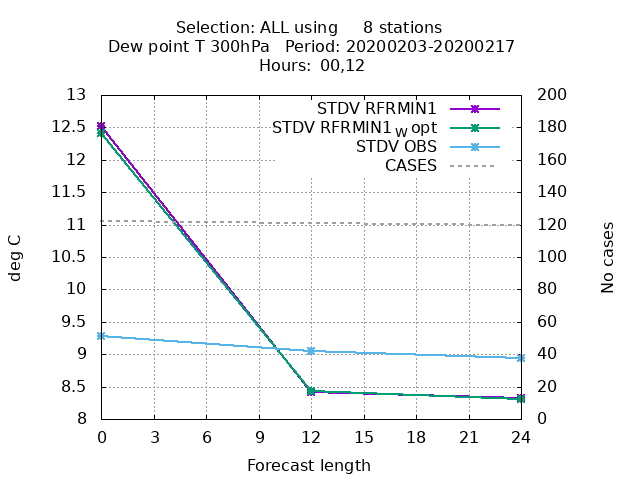 Selection: ALL using     8 stations
Dew point T 300hPa   Period: 20200203-20200217
Hours:  00,12
STDV RFRMIN1
STDV RFRMIN1_w opt
STDV OBS
CASES
13
12.5
12
11.5
11
10.5
10
9.5
9
8.5
8
200
180
160
140
120
100
80
60
40
20
0
deg C
No cases
0 3 6 9 12 15 18 21 24
Forecast length